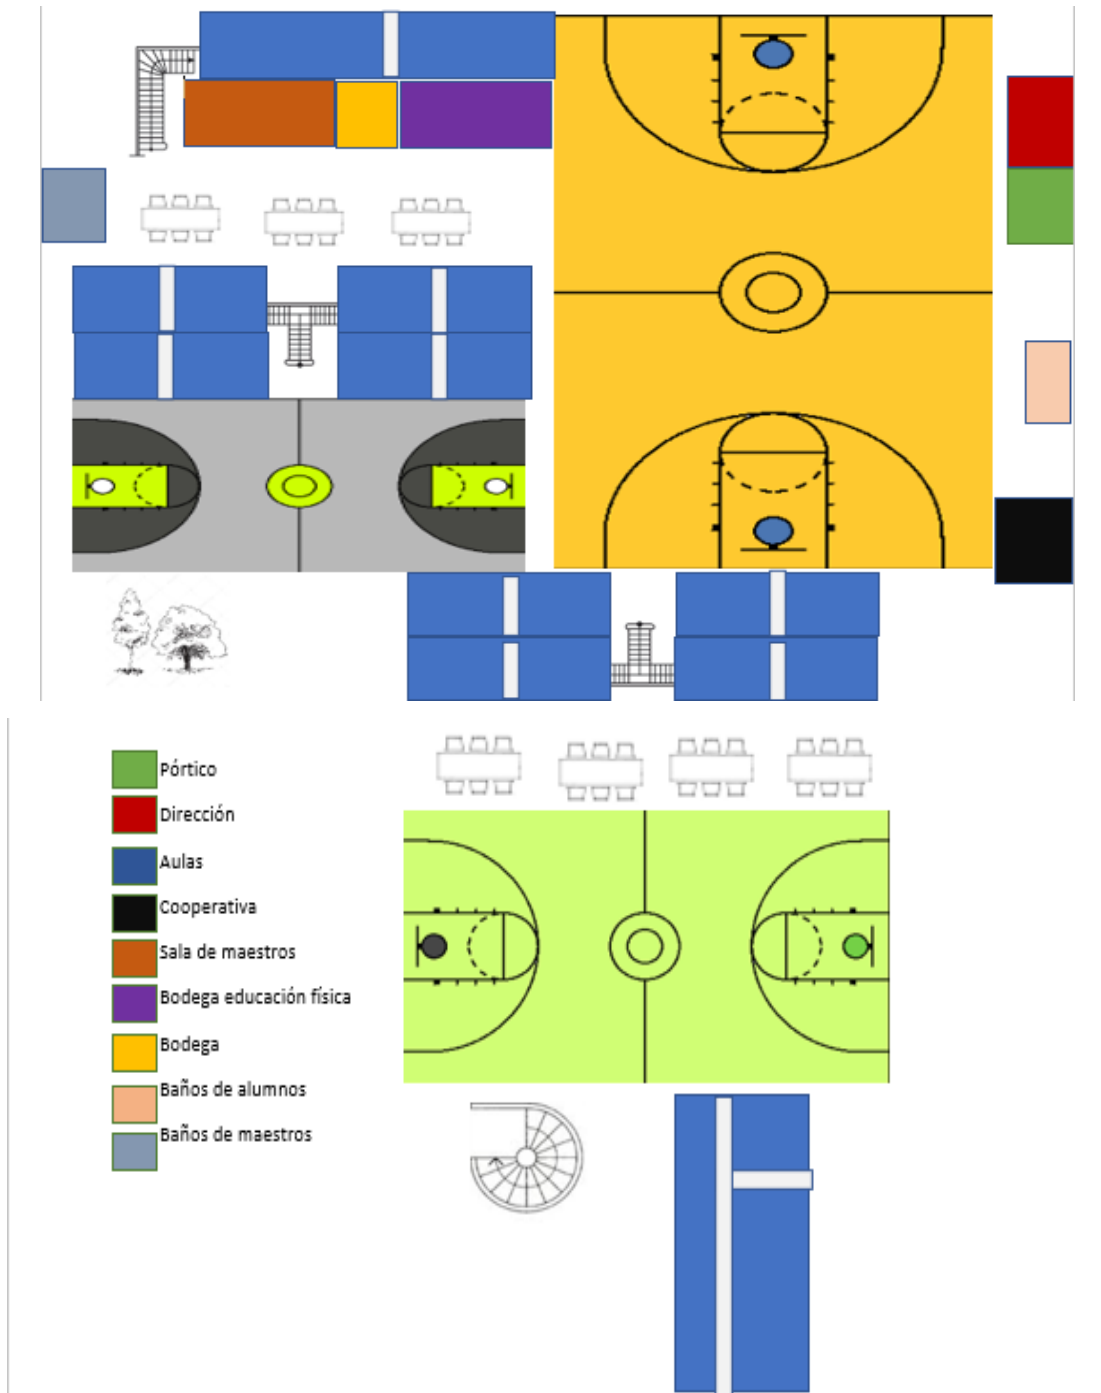 Pórtico
Dirección
Aulas
Cooperativa
Sala de maestros
Bodega educación física
Bodega
Baños de alumnos
Baños de maestros